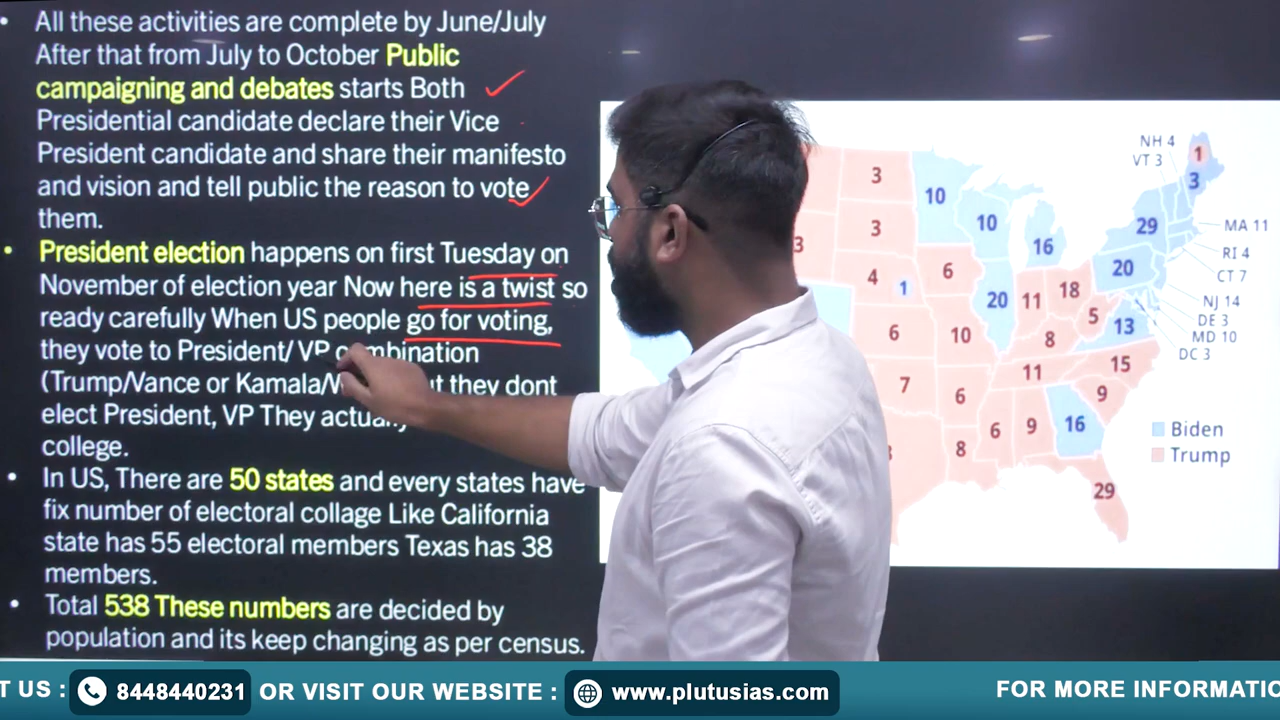 • All these activities are complete by June/July
After that from July to October Public
campaigning and debates starts Both
Presidential candidate declare their Vice
President candidate and share their manifesto
and vision and tell public the reason to vote
them.
• President election happens on first Tuesday on
November of election year Now here is a twist so
ready carefully When US people go for voting,
they vote to President/ VP combination
(Trump/Vance or Kamala/ they dont
elect President, VP They
college.
• In US, There are 50 states and every states have
fix number of electoral collage Like California
state has 55 electoral members Texas has 38
members.
• Total 538 These numbers are decided by
population and its keep changing as per census.
NH 4
VT 3
1
3
3
10
10
16
29
MA 11
3
3
RI 4
20
CT 7
4
1
6
20
11
18
5
NJ 14
DE 3
13
MD 10
DC 3
6
10
8
15
11
7
6
9
6
9
16
8
29
Biden
Trump
T US : 8448440231 OR VISIT OUR WEBSITE : www.plutusias.com FOR MORE INFORMATIO